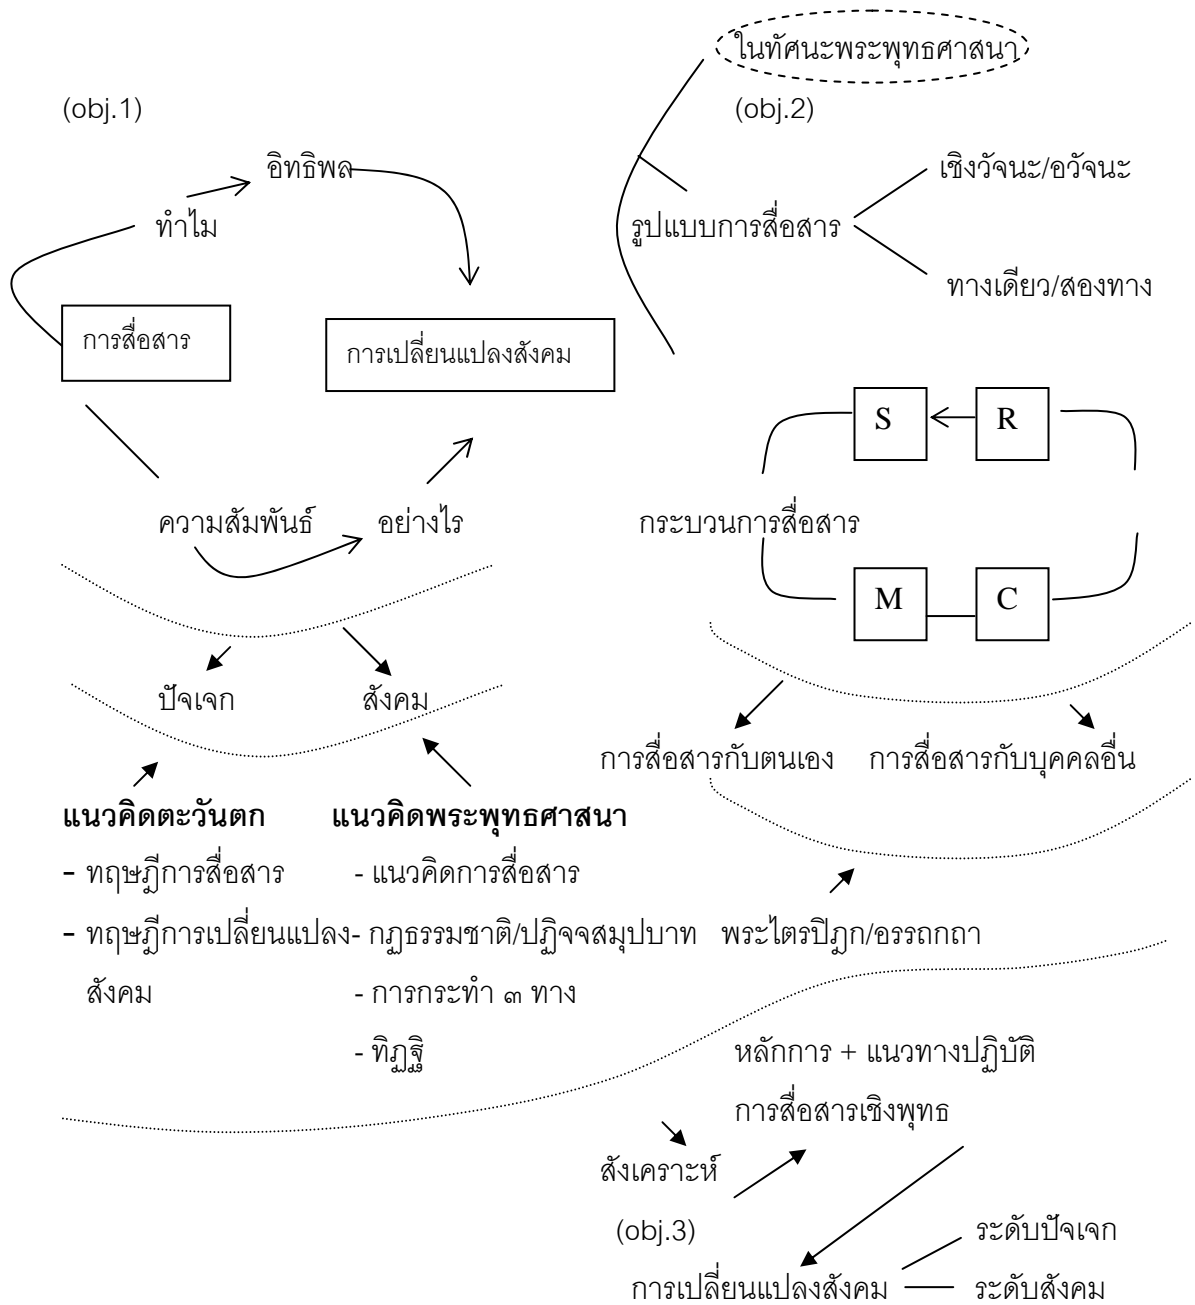 ในทัศนะพระพุทธศาสนา
(obj.1)
(obj.2)
อิทธิพล
เชิงวัจนะ/อวัจนะ
ทำไม
รูปแบบการสื่อสาร
ทางเดียว/สองทาง
การสื่อสาร
การเปลี่ยนแปลงสังคม
S
R
ความสัมพันธ์
อย่างไร
กระบวนการสื่อสาร
M
C
ปัจเจก
สังคม
การสื่อสารกับตนเอง
การสื่อสารกับบุคคลอื่น
แนวคิดตะวันตก
แนวคิดพระพุทธศาสนา
- ทฤษฎีการสื่อสาร
- แนวคิดการสื่อสาร
- ทฤษฎีการเปลี่ยนแปลง
- กฎธรรมชาติ/ปฏิจจสมุปบาท
พระไตรปิฎก/อรรถกถา
สังคม
- การกระทำ ๓ ทาง
- ทิฏฐิ
หลักการ + แนวทางปฏิบัติ
การสื่อสารเชิงพุทธ
สังเคราะห์
(obj.3)
ระดับปัจเจก
การเปลี่ยนแปลงสังคม
ระดับสังคม